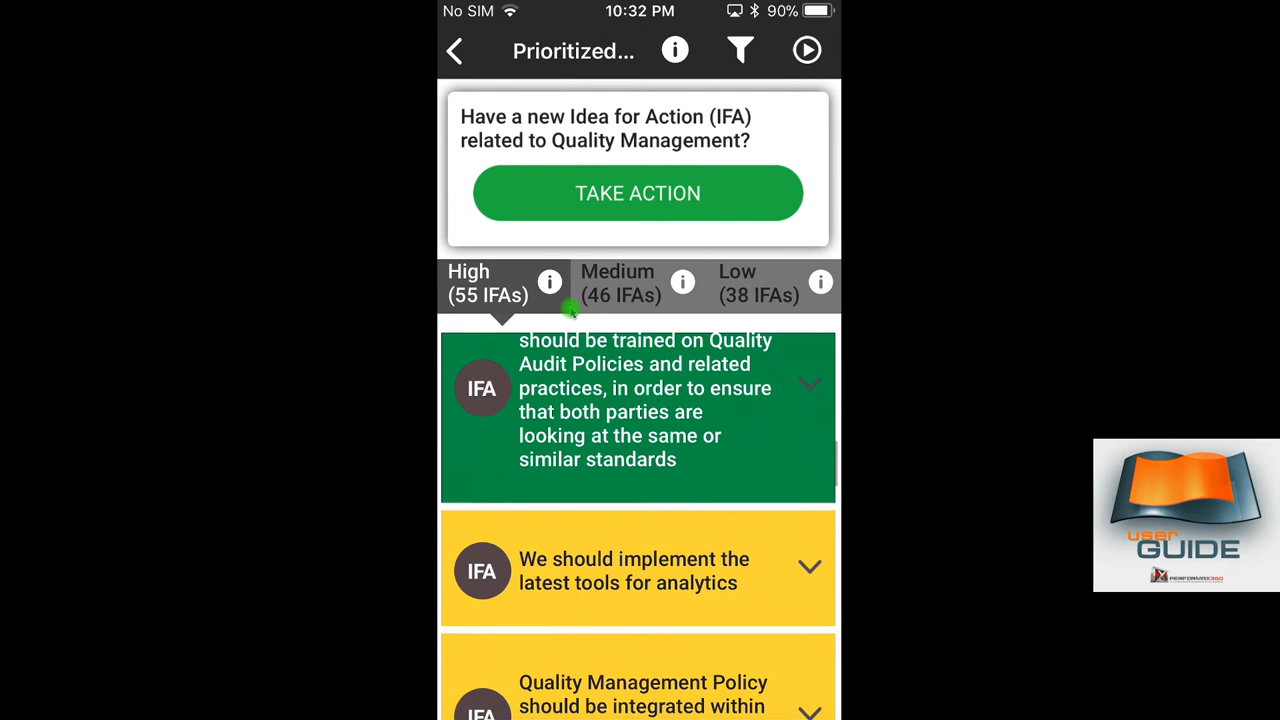 No SIM 10:32 PM 90%
Prioritized...
Have a new Idea for Action (IFA)
related to Quality Management?
TAKE ACTION
High
(55 IFAs)
Medium
(46 IFAs)
Low
(38 IFAs)
should be trained on Quality
Audit Policies and related
practices, in order to ensure
that both parties are
looking at the same or
similar standards
IFA
We should implement the
latest tools for analytics
IFA
Quality Management Policy
should be integrated within
IFA
user
GUIDE
PERFORMAX360